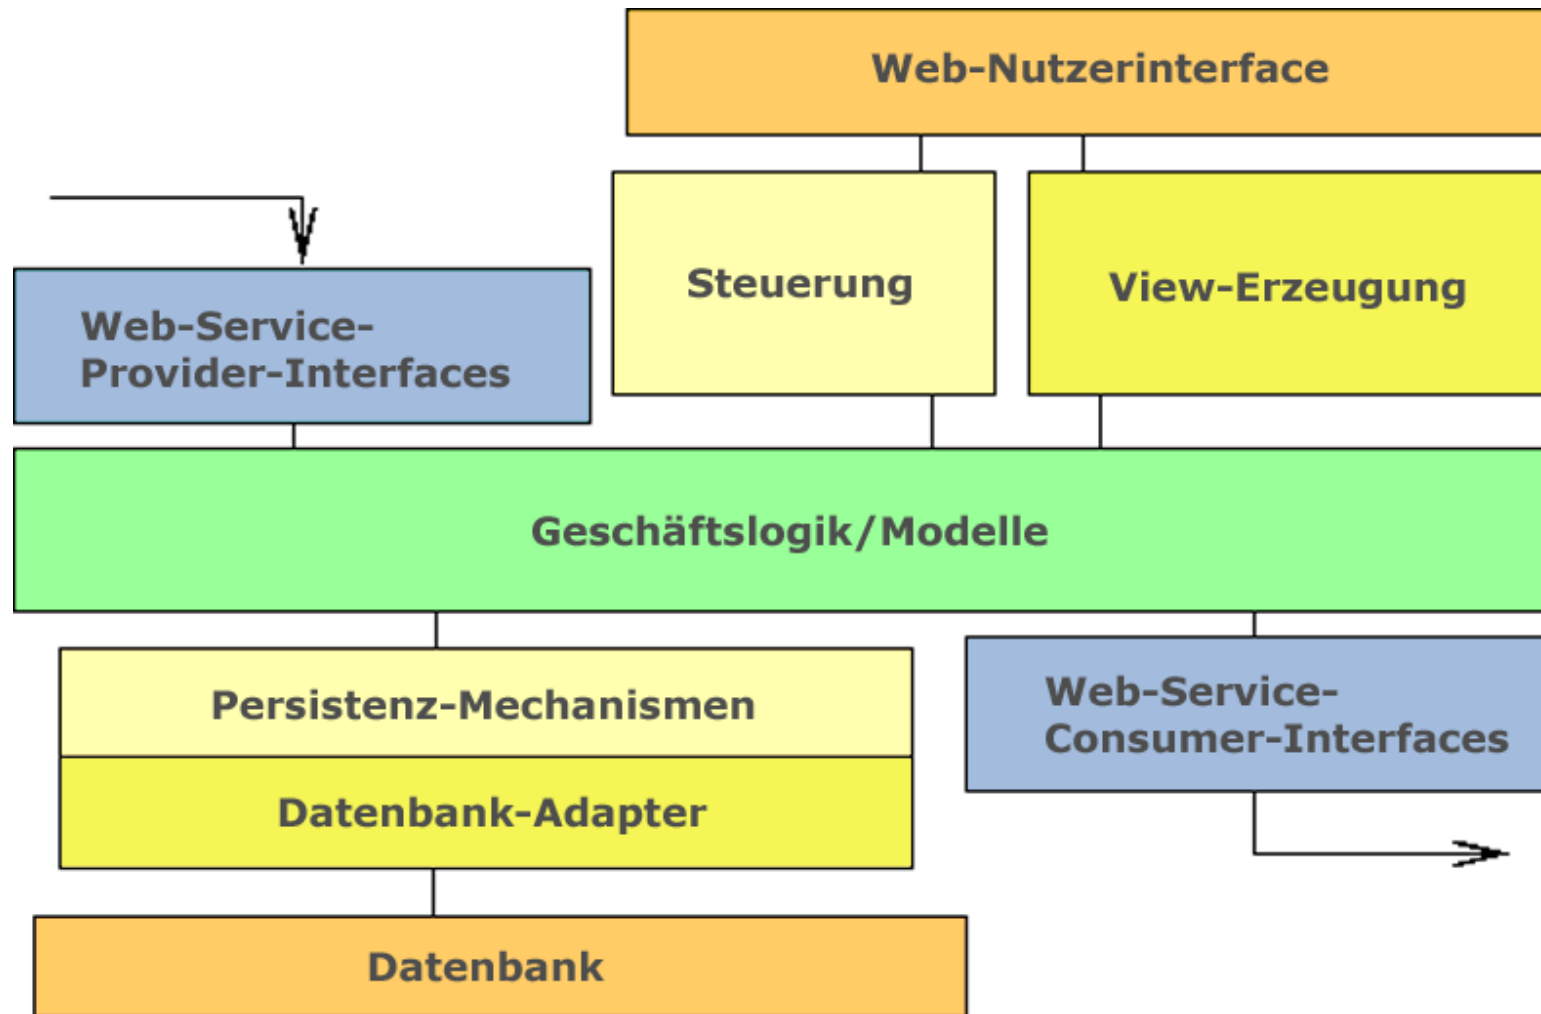 Web-Nutzerinterface
Steuerung
View-Erzeugung
Web-Service-
Provider-Interfaces
Geschäftslogik/Modelle
Persistenz-Mechanismen
Datenbank-Adapter
Web-Service-
Consumer-Interfaces
Datenbank